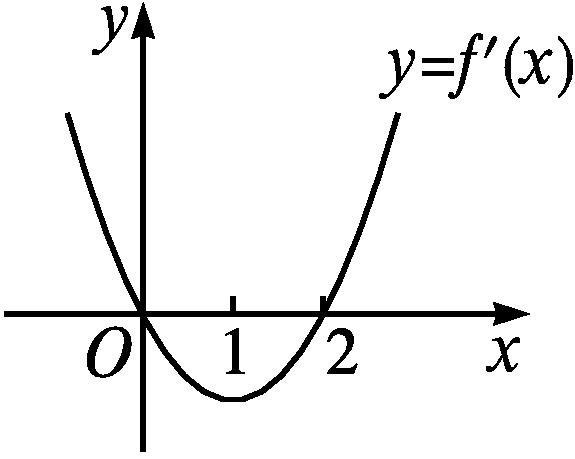 y
y=f′(x)
O 1 2 x